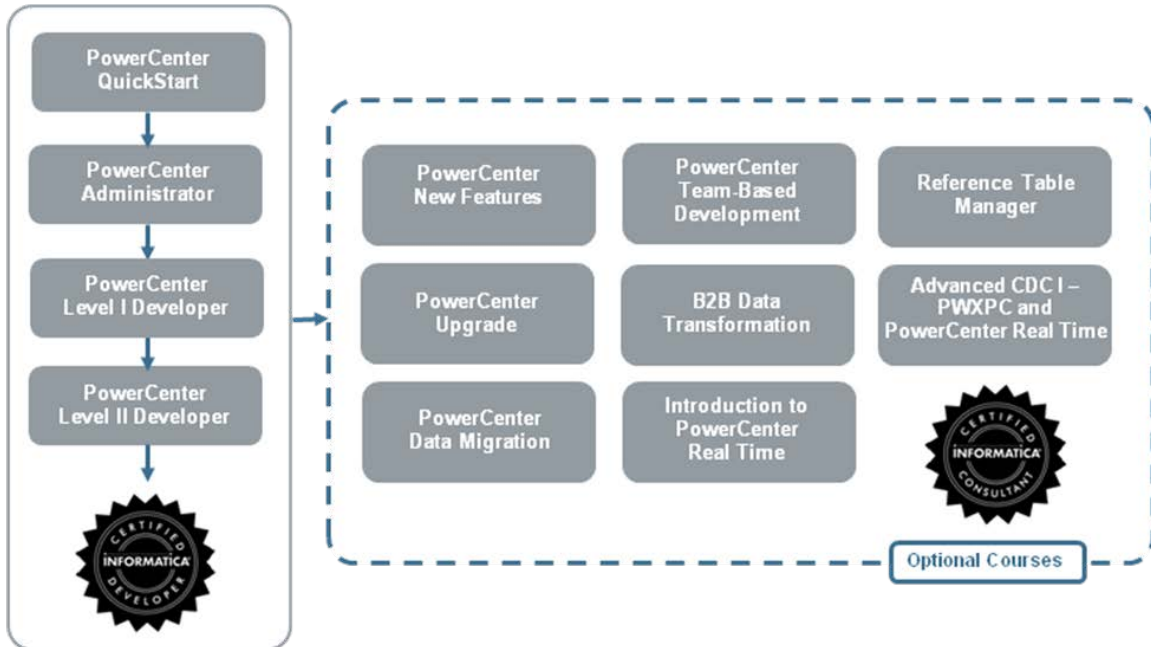 PowerCenter
QuickStart
PowerCenter
Administrator
PowerCenter
Level I Developer
PowerCenter
Level II Developer
CERTIFIED
INFORMATICA
DEVELOPER
PowerCenter
New Features
PowerCenter
Team-Based
Development
Reference Table
Manager
PowerCenter
Upgrade
B2B Data
Transformation
Advanced CDC I –
PWXPC and
PowerCenter Real Time
PowerCenter
Data Migration
Introduction to
PowerCenter
Real Time
CERTIFIED
INFORMATICA
CONSULTANT
Optional Courses